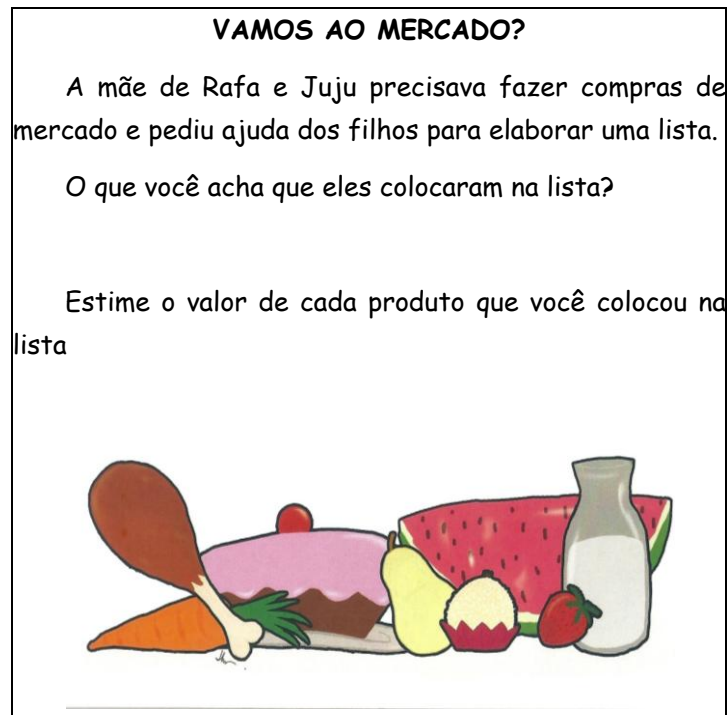 VAMOS AO MERCADO?
A mãe de Rafa e Juju precisava fazer compras de
mercado e pediu ajuda dos filhos para elaborar uma lista.
O que você acha que eles colocaram na lista?
Estime o valor de cada produto que você colocou na
lista